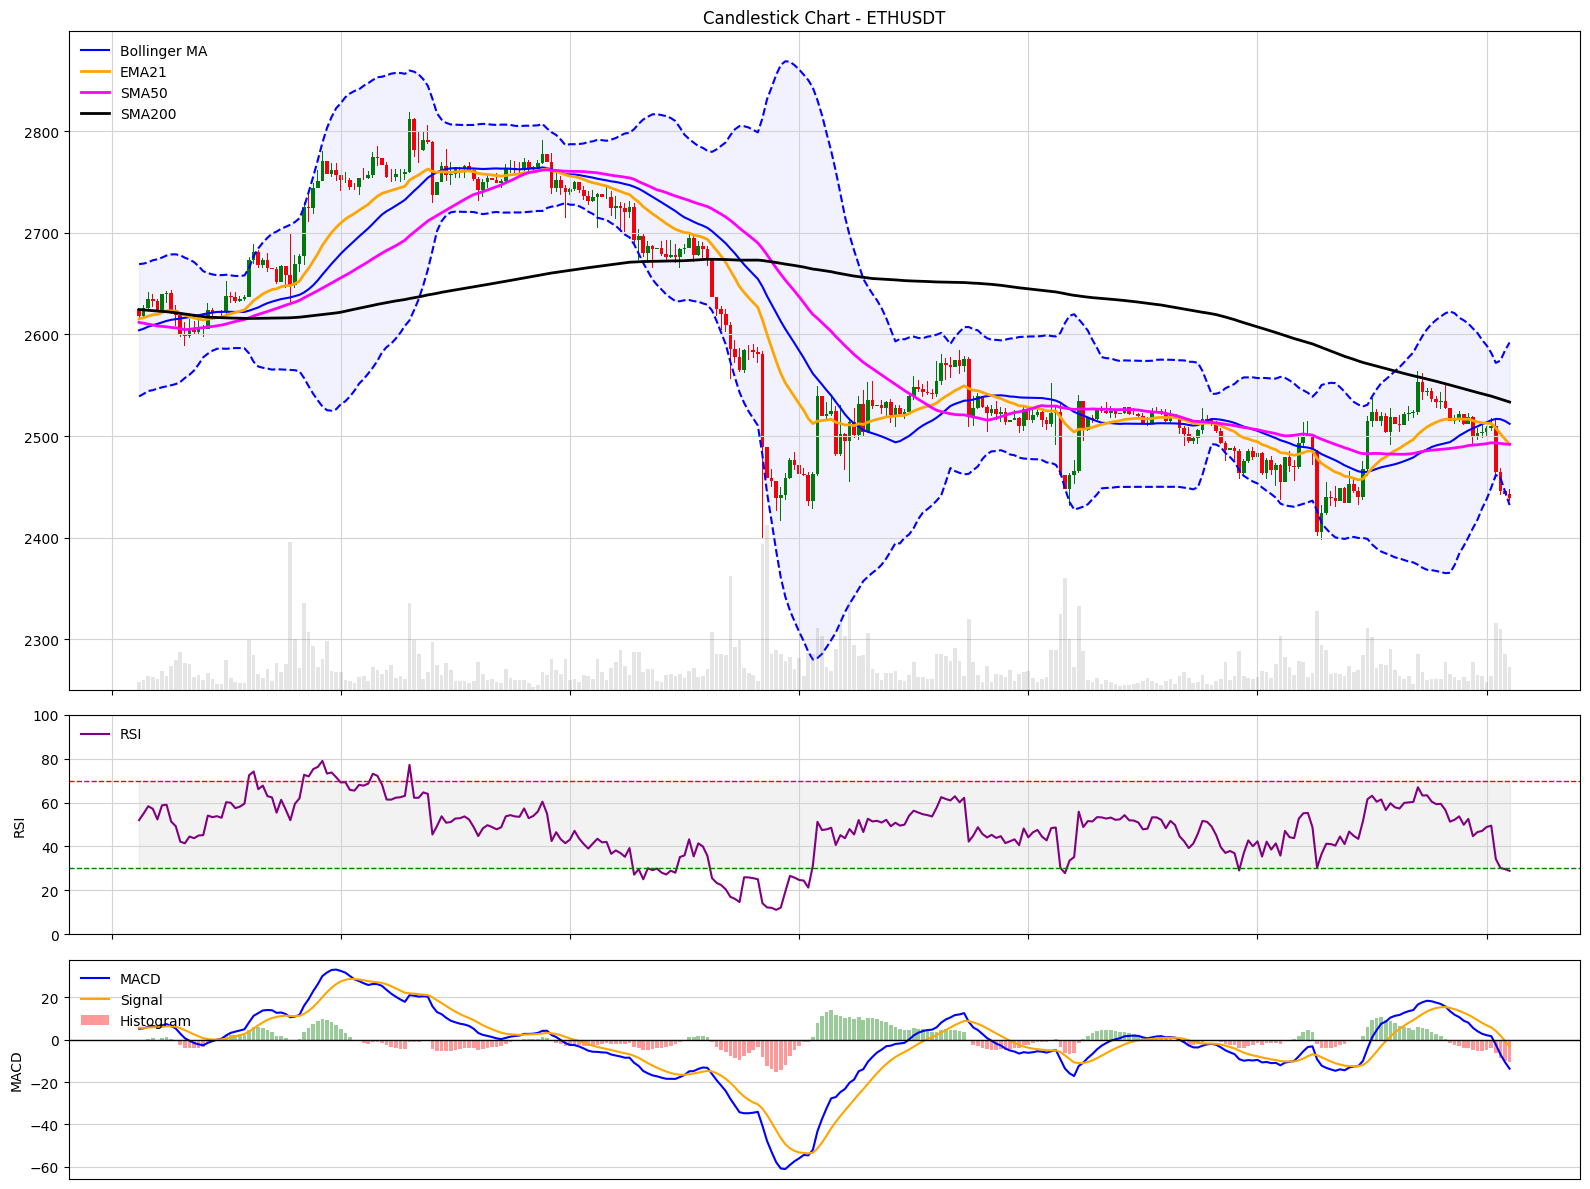 Candlestick Chart - ETHUSDT
Bollinger MA
EMA21
SMA50
SMA200
2800
2700
2600
2500
2400
2300
100
80
60
40
20
0
RSI
RSI
20
0
−20
−40
−60
MACD
MACD
Signal
Histogram